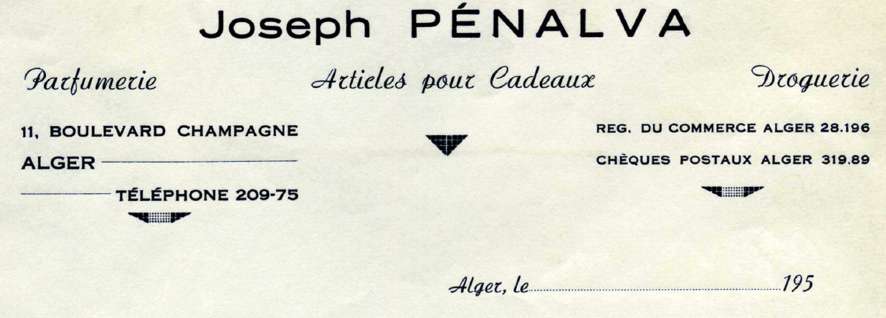 Joseph PÉNALVA
Parfumerie Articles pour Cadeaux Droguerie
11, BOULEVARD CHAMPAGNE
ALGER
TÉLÉPHONE 209-75
REG. DU COMMERCE ALGER 28.196
CHÈQUES POSTAUX ALGER 319.89
Alger, le 195